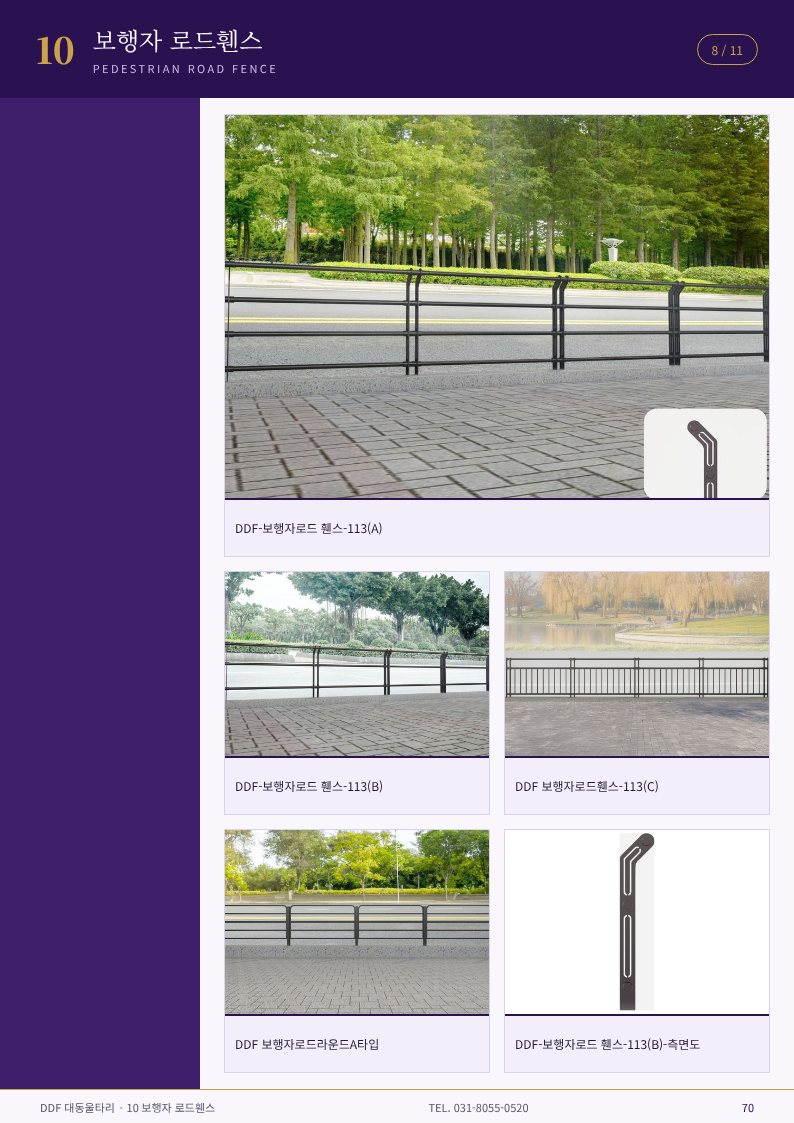 10
보행자 로드휀스
PEDESTRIAN ROAD FENCE
8 / 11
DDF-보행자로드 휀스-113(A)
DDF-보행자로드 휀스-113(B)
DDF 보행자로드휀스-113(C)
DDF 보행자로드라운드A타입
DDF-보행자로드 휀스-113(B)-측면도
DDF 대동울타리 · 10 보행자 로드휀스
TEL. 031-8055-0520
70